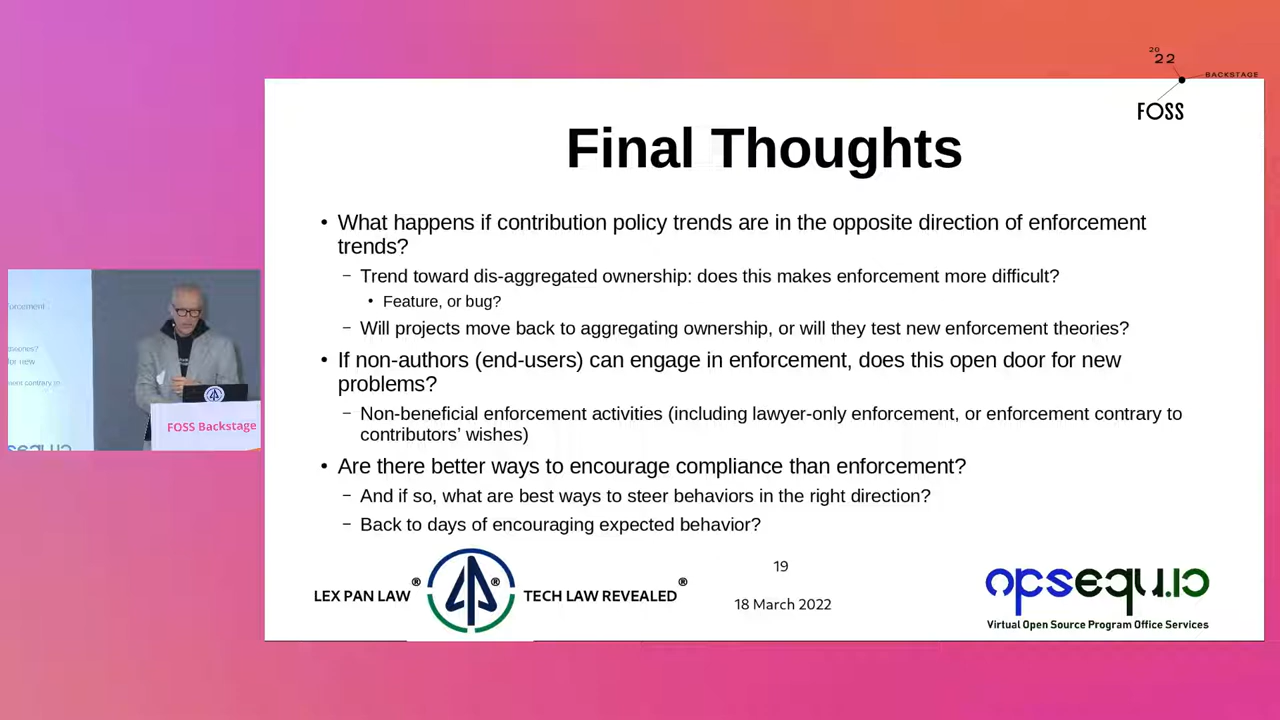 20
22
BACKSTAGE
FOSS
Final Thoughts
• What happens if contribution policy trends are in the opposite direction of enforcement
trends?
– Trend toward dis-aggregated ownership: does this makes enforcement more difficult?
• Feature, or bug?
– Will projects move back to aggregating ownership, or will they test new enforcement theories?
• If non-authors (end-users) can engage in enforcement, does this open door for new
problems?
– Non-beneficial enforcement activities (including lawyer-only enforcement, or enforcement contrary to
contributors' wishes)
• Are there better ways to encourage compliance than enforcement?
– And if so, what are best ways to steer behaviors in the right direction?
– Back to days of encouraging expected behavior?
LEX PAN LAW® ® TECH LAW REVEALED®
19
18 March 2022
opsequ.io
Virtual Open Source Program Office Services
FOSS Backstage